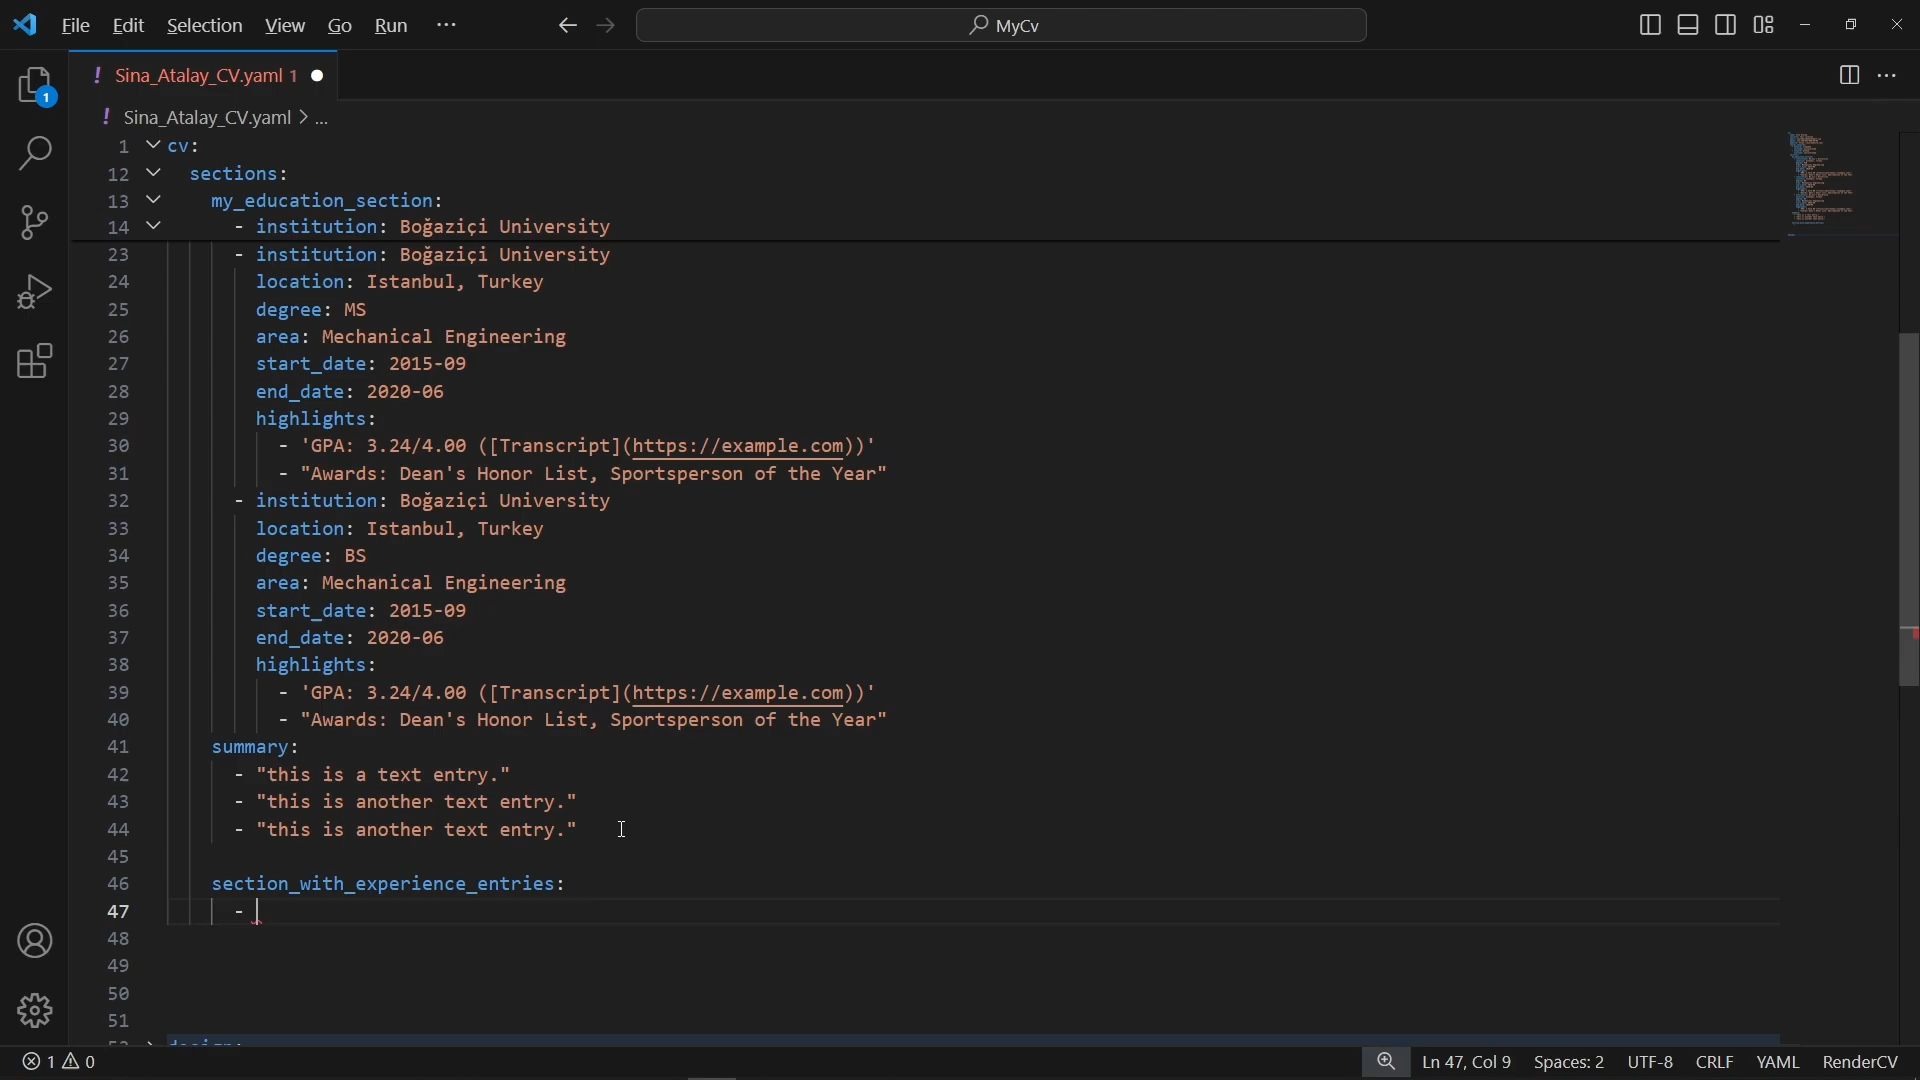 File Edit Selection View Go Run ... MyCv
! Sina_Atalay_CV.yaml 1
! Sina_Atalay_CV.yaml > ...
1 cv:
12 sections:
13 my_education_section:
14 - institution: Boğaziçi University
23 - institution: Boğaziçi University
24 location: Istanbul, Turkey
25 degree: MS
26 area: Mechanical Engineering
27 start_date: 2015-09
28 end_date: 2020-06
29 highlights:
30 - 'GPA: 3.24/4.00 ([Transcript](https://example.com))'
31 - "Awards: Dean's Honor List, Sportsperson of the Year"
32 - institution: Boğaziçi University
33 location: Istanbul, Turkey
34 degree: BS
35 area: Mechanical Engineering
36 start_date: 2015-09
37 end_date: 2020-06
38 highlights:
39 - 'GPA: 3.24/4.00 ([Transcript](https://example.com))'
40 - "Awards: Dean's Honor List, Sportsperson of the Year"
41 summary:
42 - "this is a text entry."
43 - "this is another text entry."
44 - "this is another text entry."
45
46 section_with_experience_entries:
47 -
48
49
50
51
1 0 Ln 47, Col 9 Spaces: 2 UTF-8 CRLF YAML RenderCV